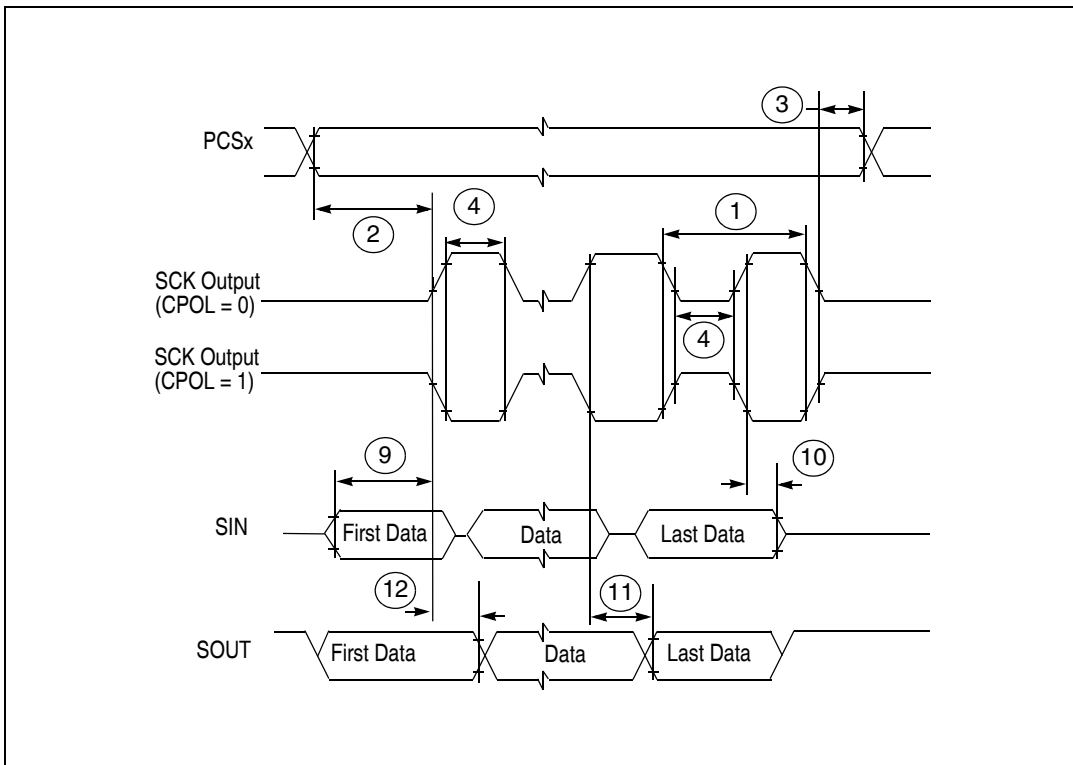 3
PCSx
2
4
1
SCK Output
(CPOL = 0)
4
SCK Output
(CPOL = 1)
9
10
SIN
First Data
Data
Last Data
12
11
SOUT
First Data
Data
Last Data